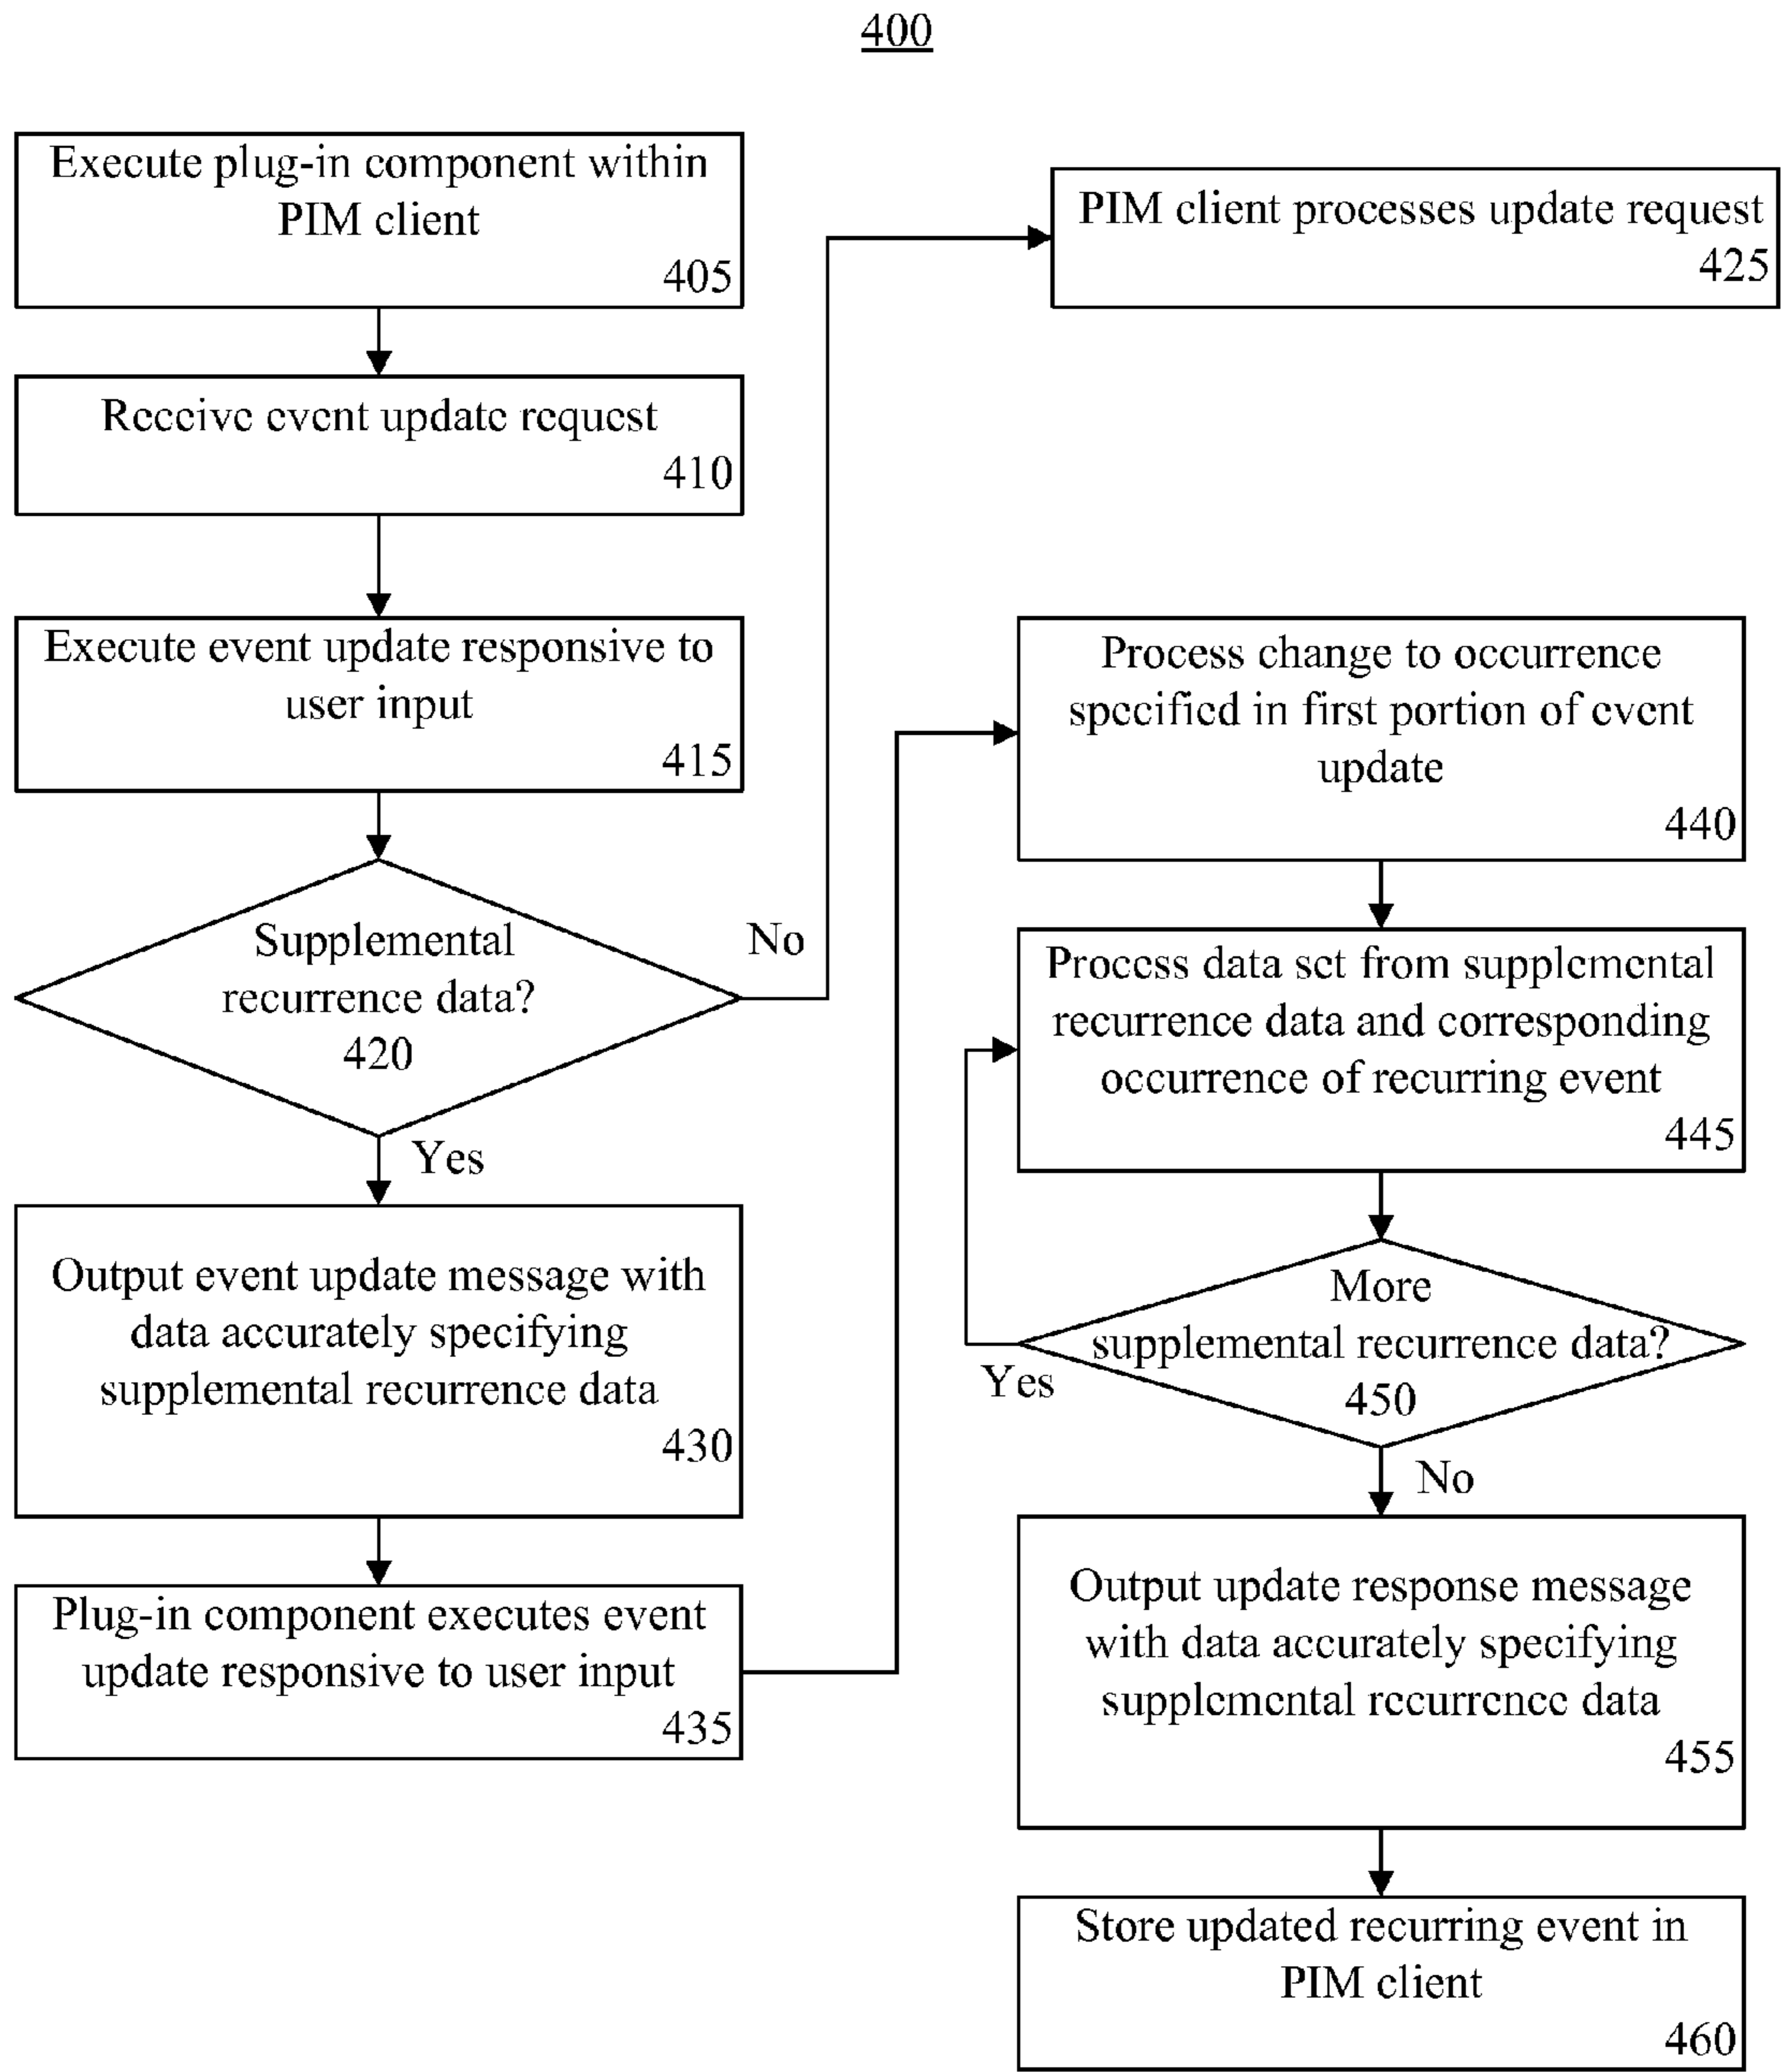 400
Execute plug-in component within
PIM client
405
Receive event update request
410
Execute event update responsive to
user input
415
Supplemental
recurrence data?
420
No
Yes
PIM client processes update request
425
Output event update message with
data accurately specifying
supplemental recurrence data
430
Plug-in component executes event
update responsive to user input
435
Process change to occurrence
specified in first portion of event
update
440
Process data set from supplemental
recurrence data and corresponding
occurrence of recurring event
445
More
supplemental recurrence data?
450
Yes
No
Output update response message
with data accurately specifying
supplemental recurrence data
455
Store updated recurring event in
PIM client
460